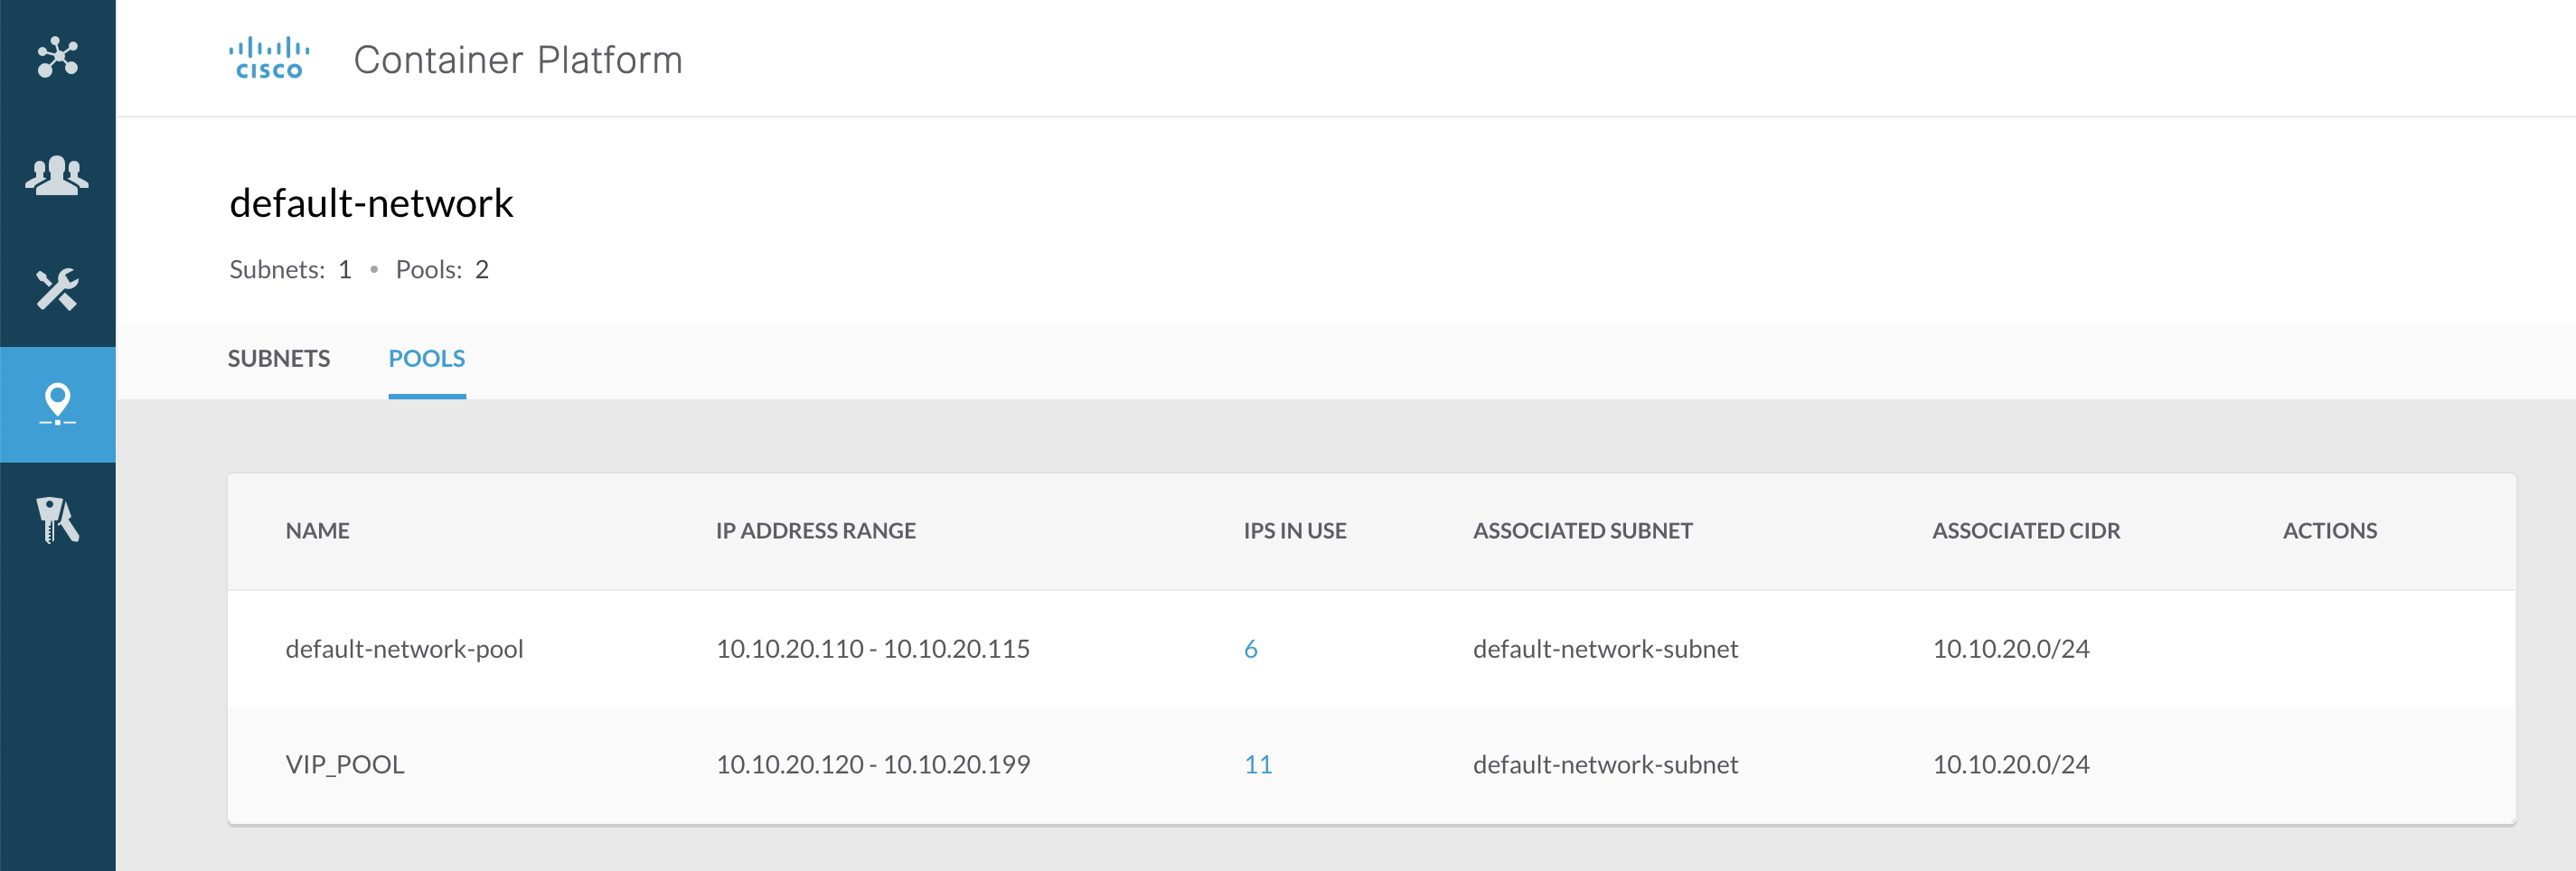 CISCO Container Platform
default-network
Subnets: 1 • Pools: 2
SUBNETS POOLS
NAME IP ADDRESS RANGE IPS IN USE ASSOCIATED SUBNET ASSOCIATED CIDR ACTIONS
default-network-pool 10.10.20.110 - 10.10.20.115 6 default-network-subnet 10.10.20.0/24
VIP_POOL 10.10.20.120 - 10.10.20.199 11 default-network-subnet 10.10.20.0/24